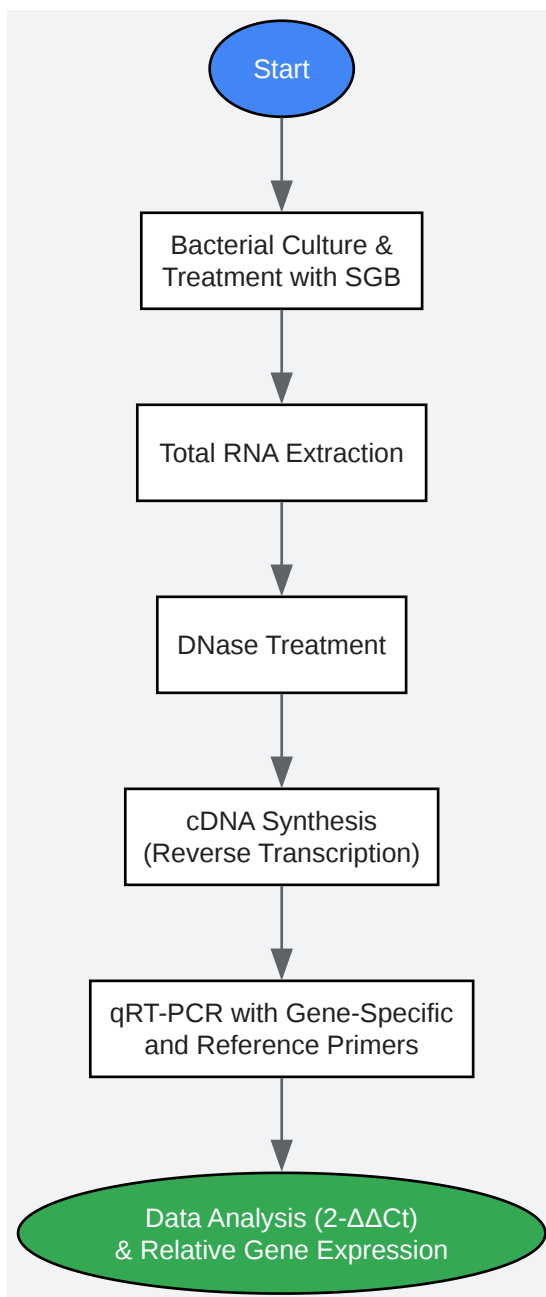 Start
Bacterial Culture &
Treatment with SGB
Total RNA Extraction
DNase Treatment
cDNA Synthesis
(Reverse Transcription)
qRT-PCR with Gene-Specific
and Reference Primers
Data Analysis (2-ΔΔCt)
& Relative Gene Expression